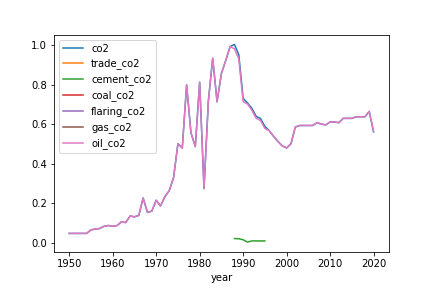 1.0
0.8
0.6
0.4
0.2
0.0
co2
trade_co2
cement_co2
coal_co2
flaring_co2
gas_co2
oil_co2
1950 1960 1970 1980 1990 2000 2010 2020
year